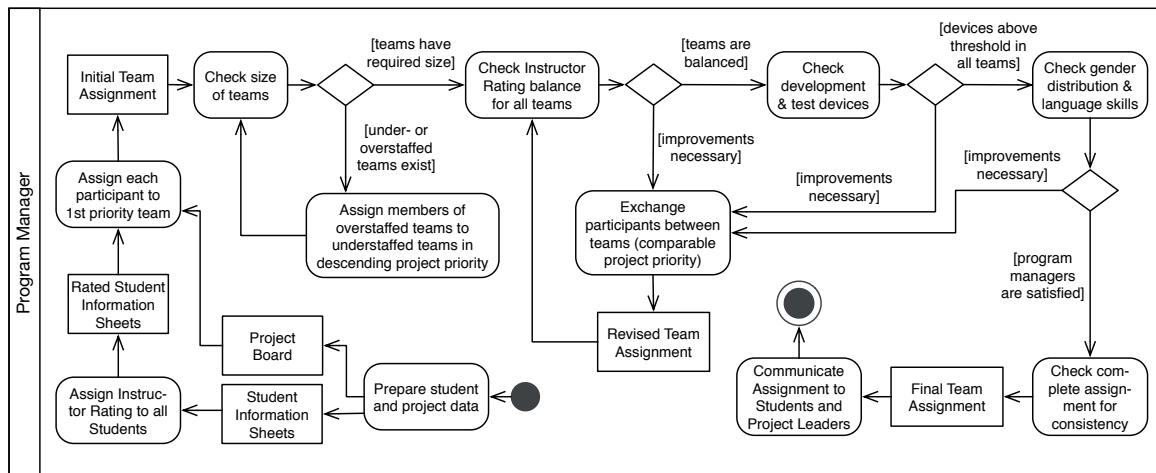 Program Manager
Initial Team
Assignment
Check size
of teams
[teams have
required size]
[under- or
overstaffed
teams exist]
Assign members of
overstaffed teams to
understaffed teams in
descending project priority
Check Instructor
Rating balance
for all teams
[teams are
balanced]
[improvements
necessary]
Check
development
& test devices
[devices above
threshold in
all teams]
[improvements
necessary]
Check gender
distribution &
language skills
[improvements
necessary]
Exchange
participants between
teams (comparable
project priority)
Revised Team
Assignment
[program
managers
are satisfied]
Assign each
participant to
1st priority team
Rated Student
Information
Sheets
Assign Instruc-
tor Rating to all
Students
Project
Board
Student
Information
Sheets
Prepare student
and project data
Communicate
Assignment to
Students and
Project Leaders
Final Team
Assignment
Check com-
plete assign-
ment for
consistency